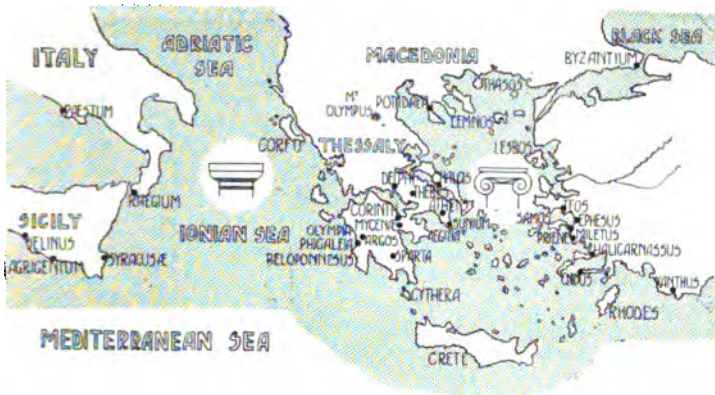 ITALY
ADRIATIC
SEA
MACEDONIA
BLACK SEA
BYZANTIUM
PAESTUM
Mt
OLYMPUS
POTIDAEA
THASOS
LEMNOS
CORFU
THESSALY
LESBOS
DELPHI
CHALCIS
THEBES
RHEGIUM
CORINTH
ATHENS
TEOS
SAMOS
EPHESUS
SICILY
IONIAN SEA
OLYMPIA
MYCENAE
SUNIUM
PRIENE
MILETUS
SELINUS
PHIGALEIA
ARGOS
AEGINA
HALICARNASSUS
AGRIGENTUM
SYRACUSÆ
PELOPONNESUS
SPARTA
CNIDOS
XANTHUS
CYTHERA
RHODES
MEDITERRANEAN SEA
CRETE